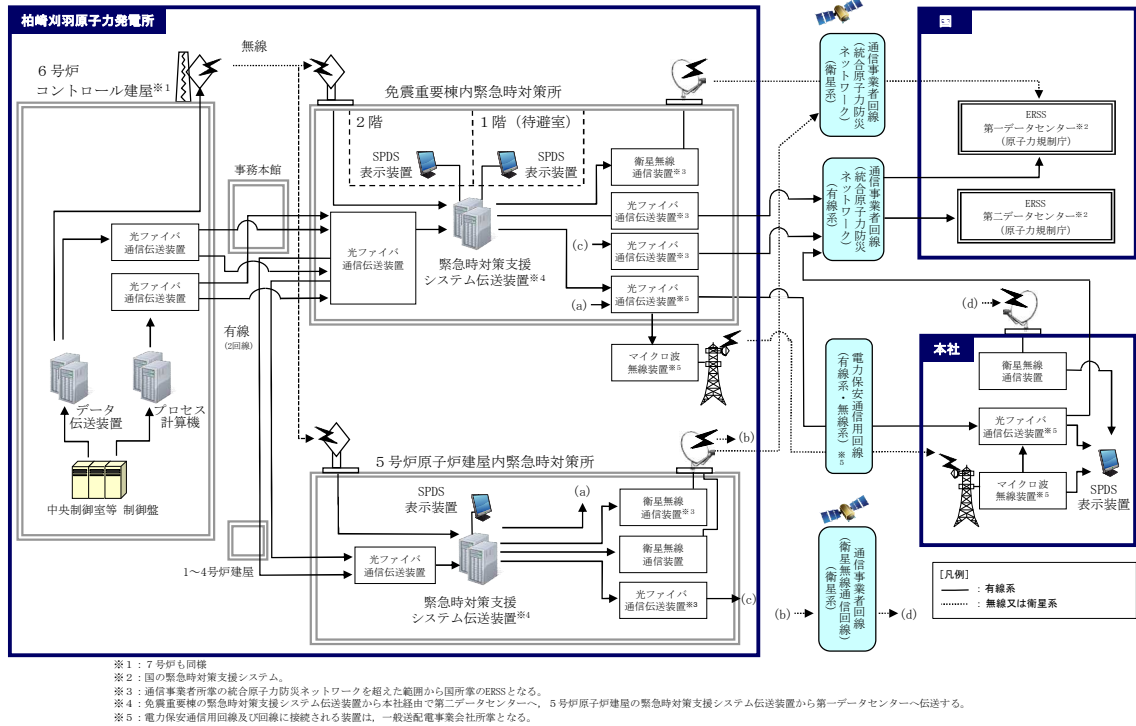 柏崎刈羽原子力発電所
無線
6号炉
コントロール建屋※1
免震重要棟内緊急時対策所
2階
1階（待避室）
SPDS
表示装置
SPDS
表示装置
衛星無線
通信装置※3
光ファイバ
通信伝送装置※3
(c)
光ファイバ
通信伝送装置※3
(a)
光ファイバ
通信伝送装置※5
緊急時対策支援
システム伝送装置※4
光ファイバ
通信伝送装置
事務本館
光ファイバ
通信伝送装置
光ファイバ
通信伝送装置
有線
(2回線)
マイクロ波
無線装置※5
データ
伝送装置
プロセス
計算機
中央制御室等 制御盤
5号炉原子炉建屋内緊急時対策所
SPDS
表示装置
(a)
(b)
衛星無線
通信装置※3
衛星無線
通信装置
光ファイバ
通信伝送装置※3
(c)
光ファイバ
通信伝送装置
緊急時対策支援
システム伝送装置※4
1～4号炉建屋
通信事業者回線
(統合原子力防災
ネットワーク)
(衛星系)
通信事業者回線
(統合原子力防災
ネットワーク)
(有線系)
電力保安通信用回線
(有線系・無線系)※5
通信事業者回線
(衛星無線通信回線)
(衛星系)
(b)
(d)
国
ERSS
第一データセンター※2
(原子力規制庁)
ERSS
第二データセンター※2
(原子力規制庁)
(d)
本社
衛星無線
通信装置
光ファイバ
通信伝送装置※5
マイクロ波
無線装置※5
SPDS
表示装置
[凡例]
：有線系
：無線又は衛星系
※1：7号炉も同様
※2：国の緊急時対策支援システム。
※3：通信事業者所掌の統合原子力防災ネットワークを超えた範囲から国所掌のERSSとなる。
※4：免震重要棟の緊急時対策支援システム伝送装置から本社経由で第二データセンターへ，5号炉原子炉建屋の緊急時対策支援システム伝送装置から第一データセンターへ伝送する。
※5：電力保安通信用回線及び回線に接続される装置は，一般送配電事業会社所掌となる。